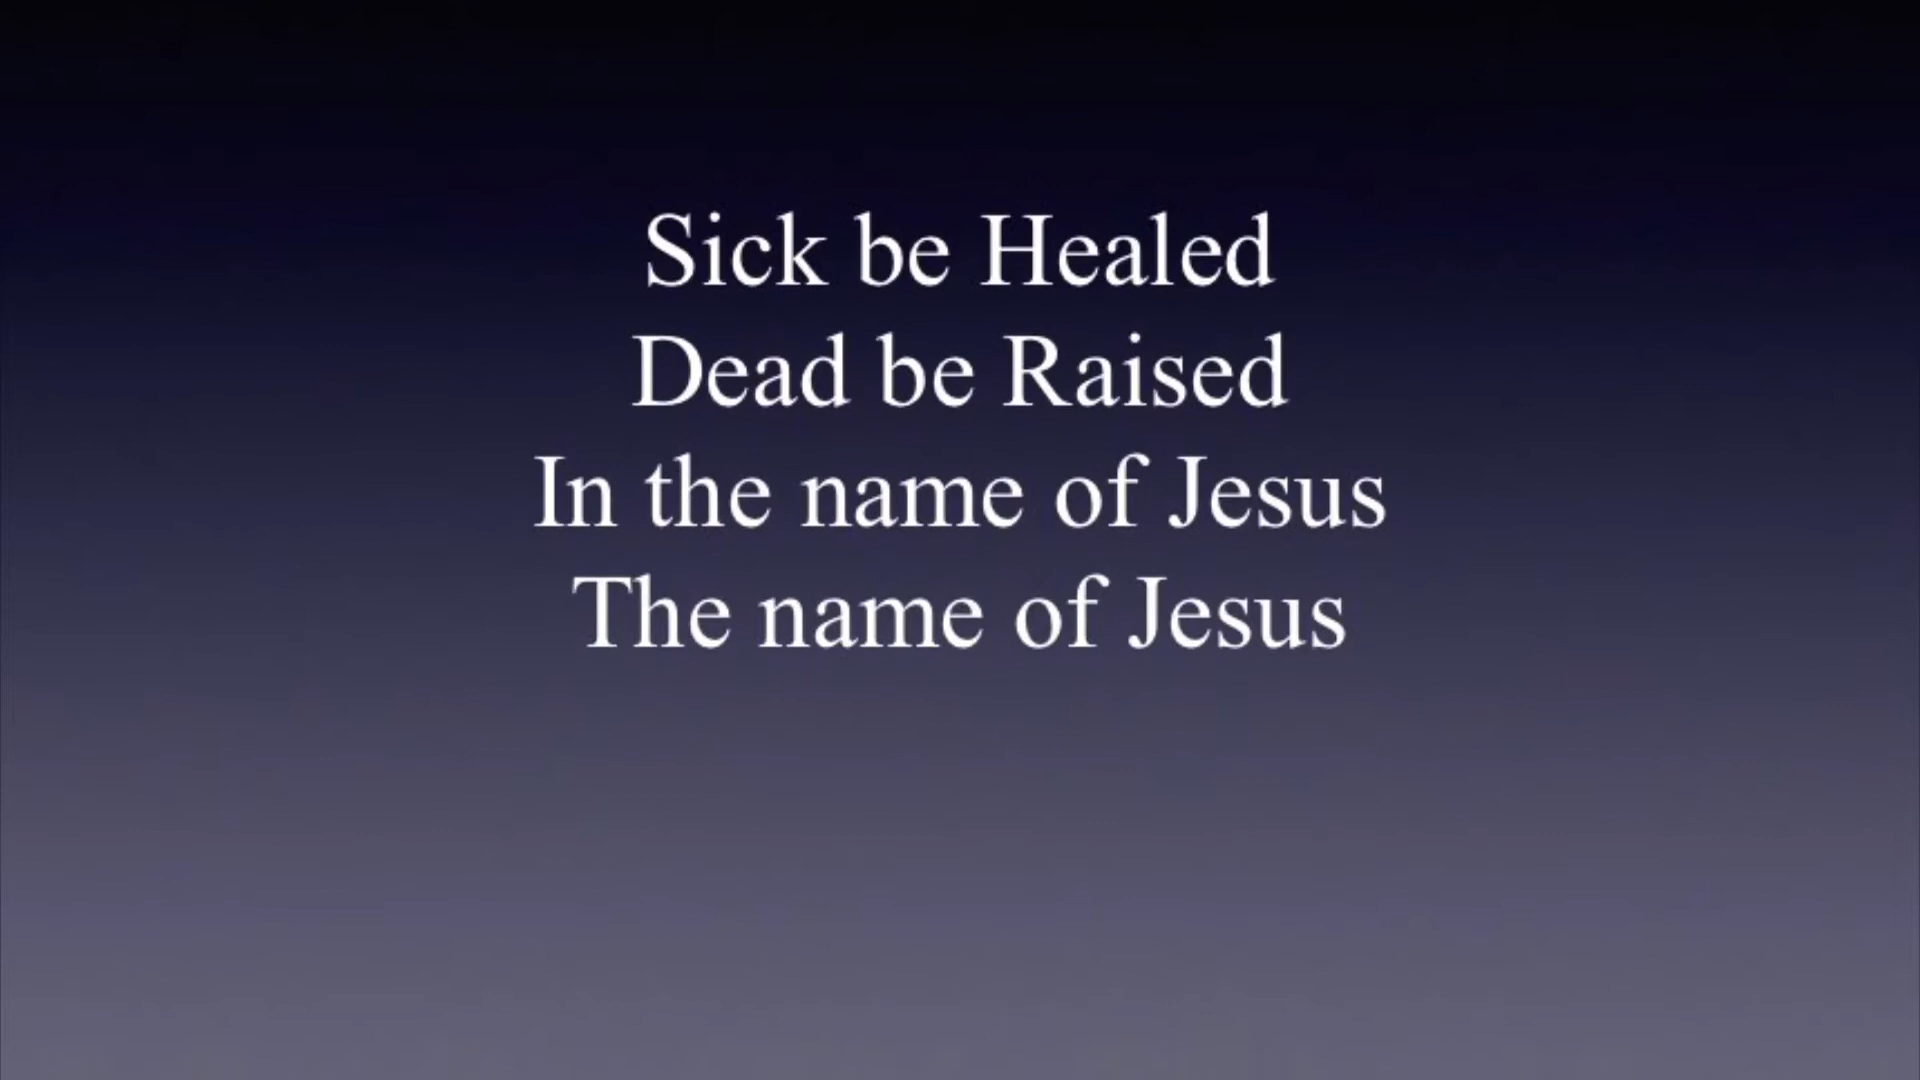 Sick be Healed
Dead be Raised
In the name of Jesus
The name of Jesus